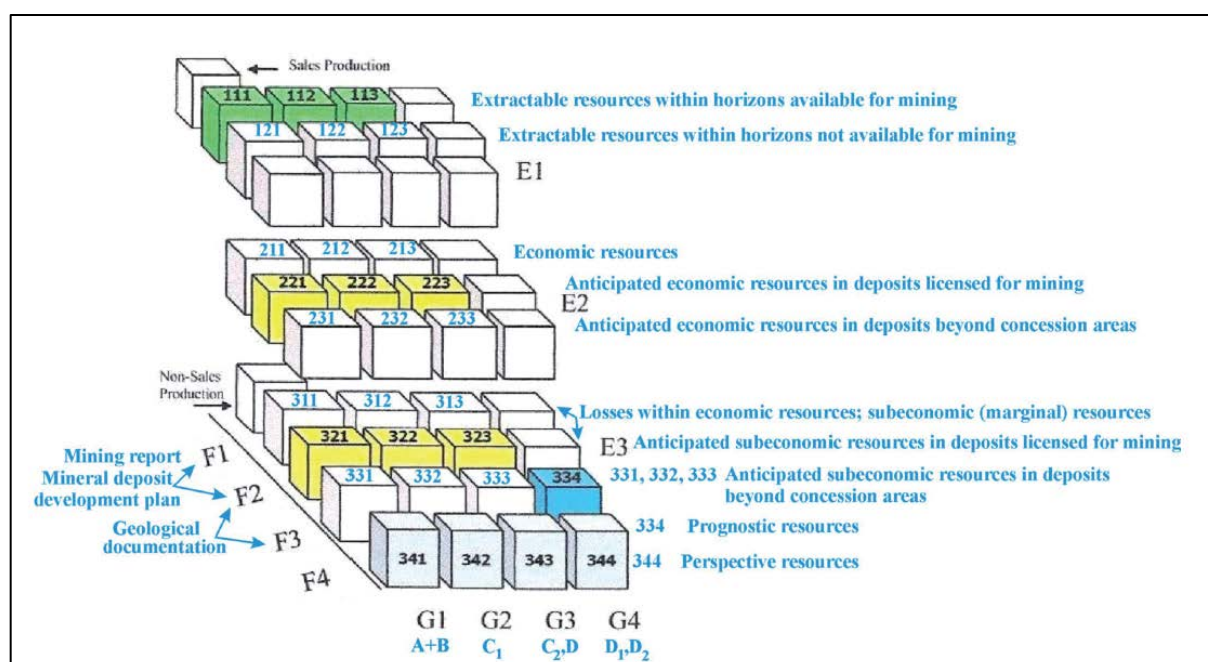 Sales Production
111 112 113
Extractable resources within horizons available for mining
121 122 123
Extractable resources within horizons not available for mining
E1
211 212 213
Economic resources
221 222 223
Anticipated economic resources in deposits licensed for mining
E2
231 232 233
Anticipated economic resources in deposits beyond concession areas
Non-Sales
Production
311 312 313
Losses within economic resources; subeconomic (marginal) resources
321 322 323
E3
Anticipated subeconomic resources in deposits licensed for mining
F1
Mining report
Mineral deposit
development plan
F2
331 332 333 334
331, 332, 333 Anticipated subeconomic resources in deposits
beyond concession areas
Geological
documentation
F3
334 Prognostic resources
F4
341 342 343 344
344 Perspective resources
G1 G2 G3 G4
A+B C1 C2,D D1,D2